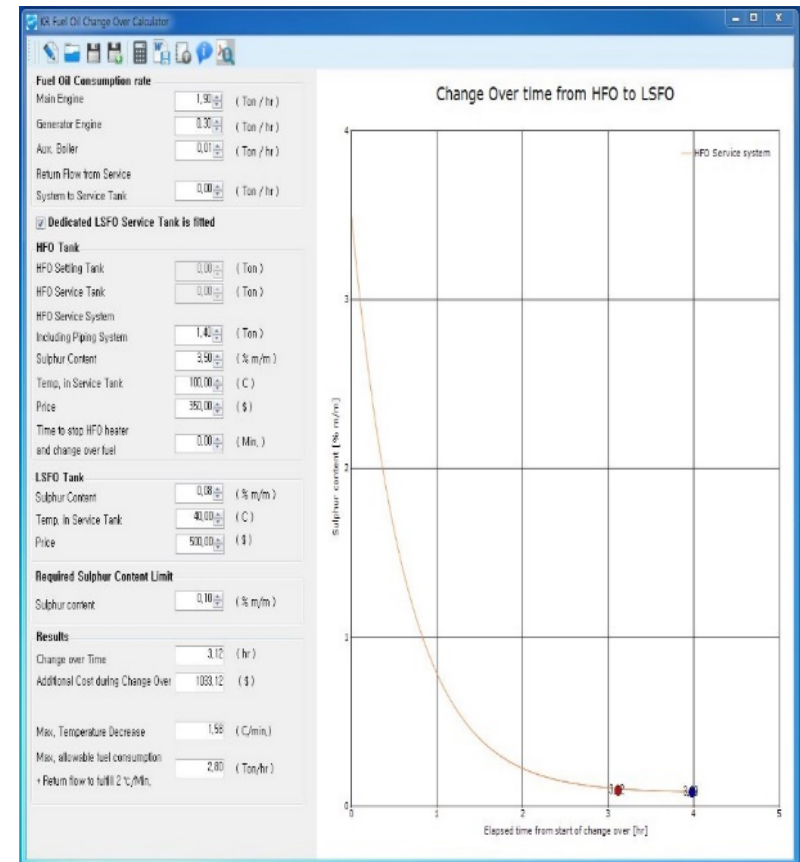 KR Fuel Oil Change Over Calculator
Fuel Oil Consumption rate
Main Engine 1,90 ( Ton / hr )
Generator Engine 0,30 ( Ton / hr )
Aux. Boiler 0,01 ( Ton / hr )
Return Flow from Service
System to Service Tank 0,00 ( Ton / hr )
Dedicated LSFO Service Tank is fitted
HFO Tank
HFO Settling Tank 0,00 ( Ton )
HFO Service Tank 0,00 ( Ton )
HFO Service System
Including Piping System 1,40 ( Ton )
Sulphur Content 3,50 ( % m/m )
Temp, in Service Tank 100,00 ( C )
Price 350,00 ( $ )
Time to stop HFO heater
and change over fuel 0,00 ( Min, )
LSFO Tank
Sulphur Content 0,08 ( % m/m )
Temp, in Service Tank 40,00 ( C )
Price 500,00 ( $ )
Required Sulphur Content Limit
Sulphur content 0,10 ( % m/m )
Results
Change over Time 3,12 ( hr )
Additional Cost during Change Over 1033,12 ( $ )
Max, Temperature Decrease 1,58 ( C/min,)
Max, allowable fuel consumption
+ Return flow to fulfill 2 ℃/Min, 2,80 ( Ton/hr )
Change Over time from HFO to LSFO
HFO Service system
4
3
2
1
0
Sulphur content [% m/m]
0 1 2 3 4 5
Elapsed time from start of change over [hr]